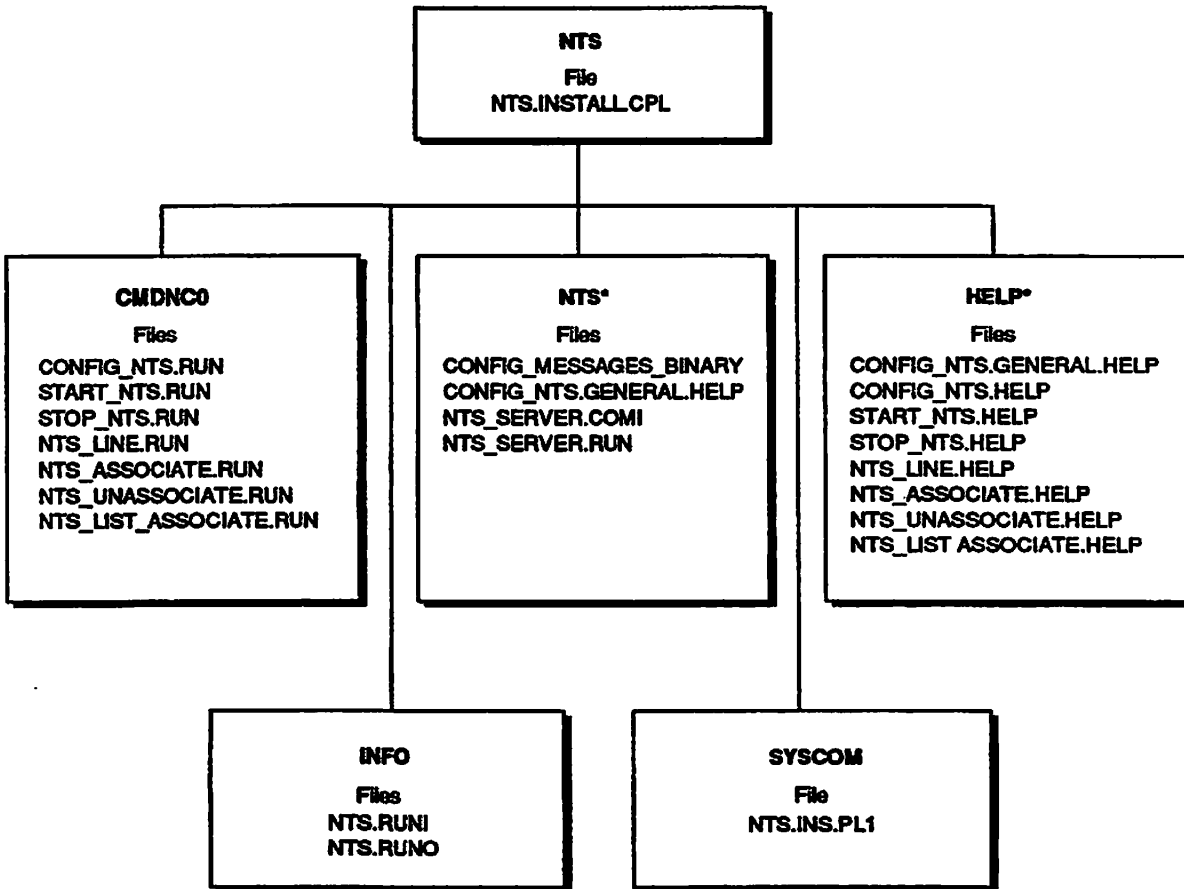 NTS
File
NTS.INSTALL.CPL
CMDNC0
Files
CONFIG_NTS.RUN
START_NTS.RUN
STOP_NTS.RUN
NTS_LINE.RUN
NTS_ASSOCIATE.RUN
NTS_UNASSOCIATE.RUN
NTS_LIST_ASSOCIATE.RUN
NTS*
Files
CONFIG_MESSAGES_BINARY
CONFIG_NTS.GENERAL.HELP
NTS_SERVER.COMI
NTS_SERVER.RUN
HELP*
Files
CONFIG_NTS.GENERAL.HELP
CONFIG_NTS.HELP
START_NTS.HELP
STOP_NTS.HELP
NTS_LINE.HELP
NTS_ASSOCIATE.HELP
NTS_UNASSOCIATE.HELP
NTS_LIST ASSOCIATE.HELP
INFO
Files
NTS.RUNI
NTS.RUNO
SYSCOM
File
NTS.INS.PL1